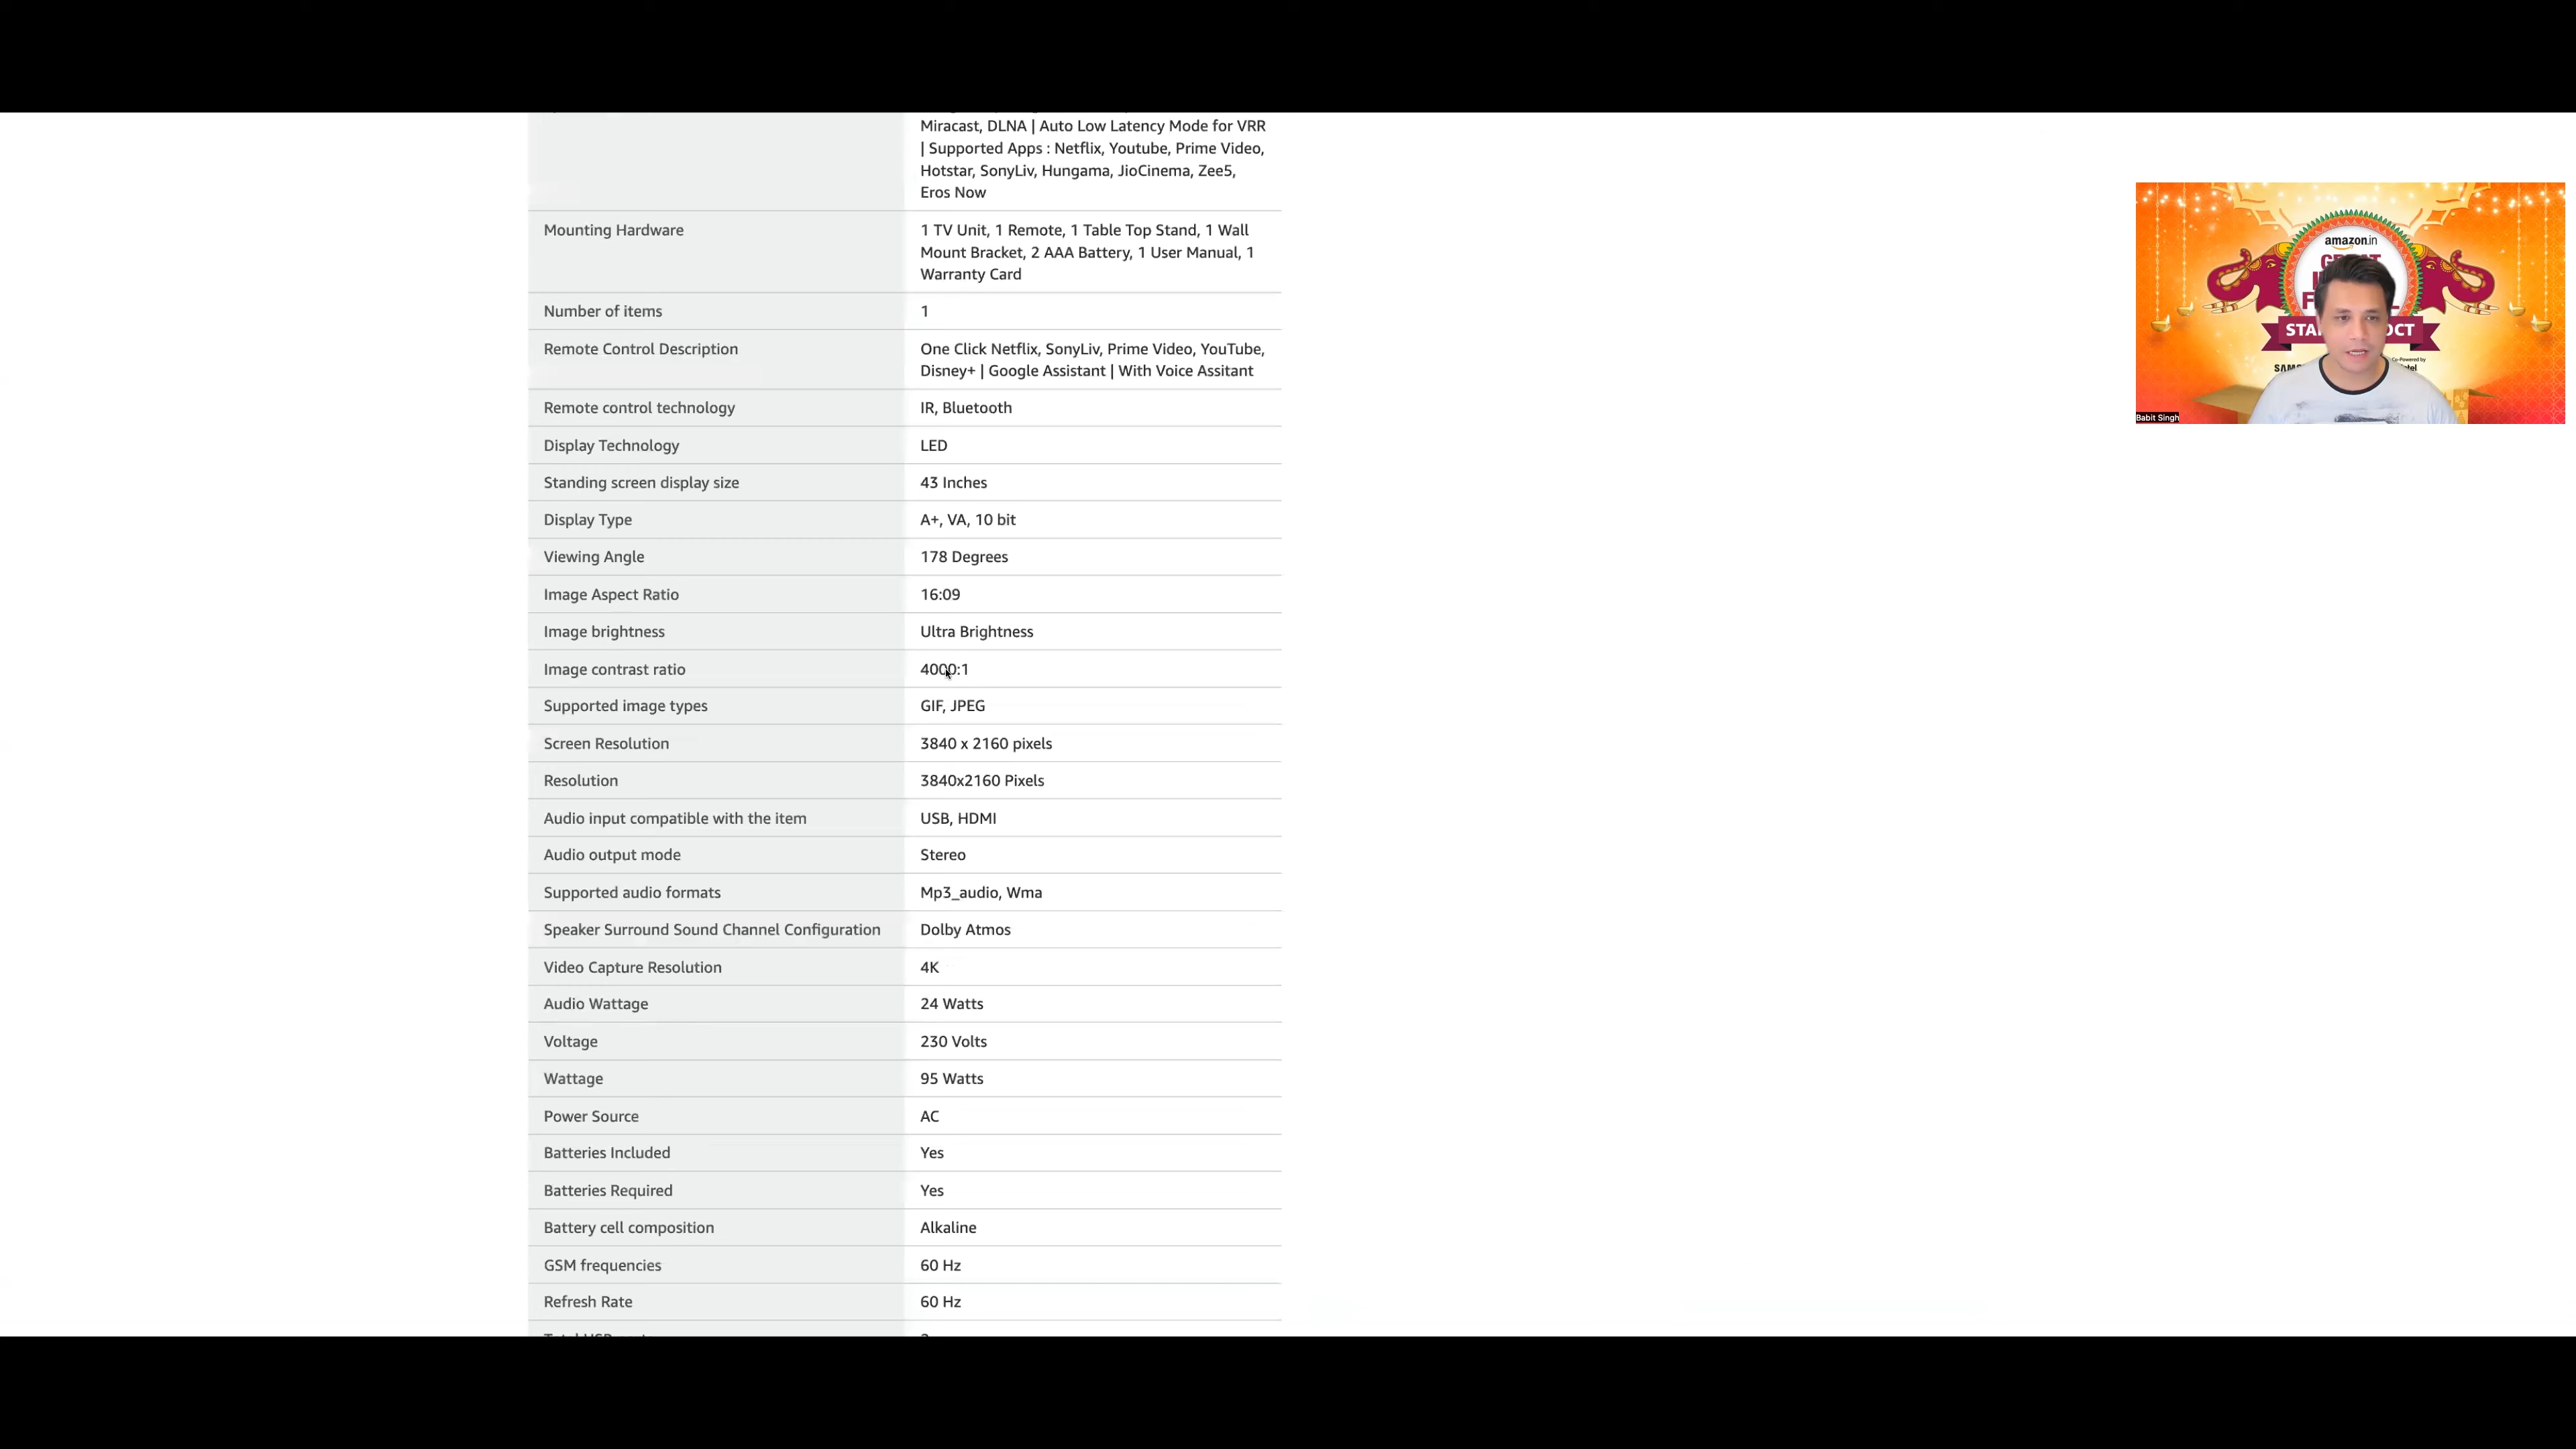 Miracast, DLNA | Auto Low Latency Mode for VRR
| Supported Apps : Netflix, Youtube, Prime Video,
Hotstar, SonyLiv, Hungama, JioCinema, Zee5,
Eros Now
Mounting Hardware 1 TV Unit, 1 Remote, 1 Table Top Stand, 1 Wall
Mount Bracket, 2 AAA Battery, 1 User Manual, 1
Warranty Card
Number of items 1
Remote Control Description One Click Netflix, SonyLiv, Prime Video, YouTube,
Disney+ | Google Assistant | With Voice Assitant
Remote control technology IR, Bluetooth
Display Technology LED
Standing screen display size 43 Inches
Display Type A+, VA, 10 bit
Viewing Angle 178 Degrees
Image Aspect Ratio 16:09
Image brightness Ultra Brightness
Image contrast ratio 4000:1
Supported image types GIF, JPEG
Screen Resolution 3840 x 2160 pixels
Resolution 3840x2160 Pixels
Audio input compatible with the item USB, HDMI
Audio output mode Stereo
Supported audio formats Mp3_audio, Wma
Speaker Surround Sound Channel Configuration Dolby Atmos
Video Capture Resolution 4K
Audio Wattage 24 Watts
Voltage 230 Volts
Wattage 95 Watts
Power Source AC
Batteries Included Yes
Batteries Required Yes
Battery cell composition Alkaline
GSM frequencies 60 Hz
Refresh Rate 60 Hz
amazon.in
OCT
Co-Powered by
Babit Singh